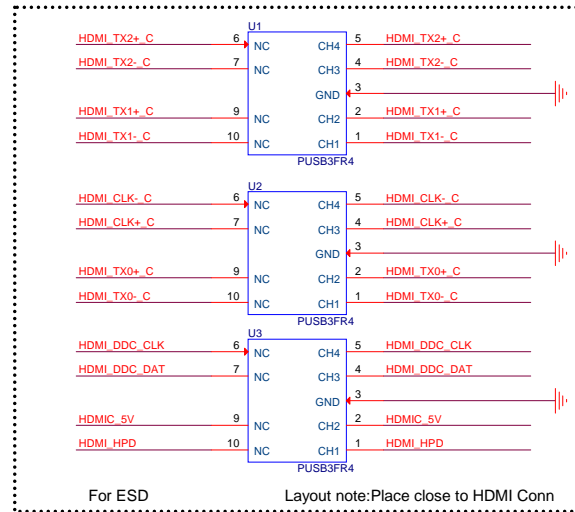 U1
HDMI_TX2+_C 6 NC CH4 5 HDMI_TX2+_C
HDMI_TX2-_C 7 NC CH3 4 HDMI_TX2-_C
GND 3
HDMI_TX1+_C 9 NC CH2 2 HDMI_TX1+_C
HDMI_TX1-_C 10 NC CH1 1 HDMI_TX1-_C
PUSB3FR4
U2
HDMI_CLK-_C 6 NC CH4 5 HDMI_CLK-_C
HDMI_CLK+_C 7 NC CH3 4 HDMI_CLK+_C
GND 3
HDMI_TX0+_C 9 NC CH2 2 HDMI_TX0+_C
HDMI_TX0-_C 10 NC CH1 1 HDMI_TX0-_C
PUSB3FR4
U3
HDMI_DDC_CLK 6 NC CH4 5 HDMI_DDC_CLK
HDMI_DDC_DAT 7 NC CH3 4 HDMI_DDC_DAT
GND 3
HDMIC_5V 9 NC CH2 2 HDMIC_5V
HDMI_HPD 10 NC CH1 1 HDMI_HPD
PUSB3FR4
For ESD Layout note:Place close to HDMI Conn